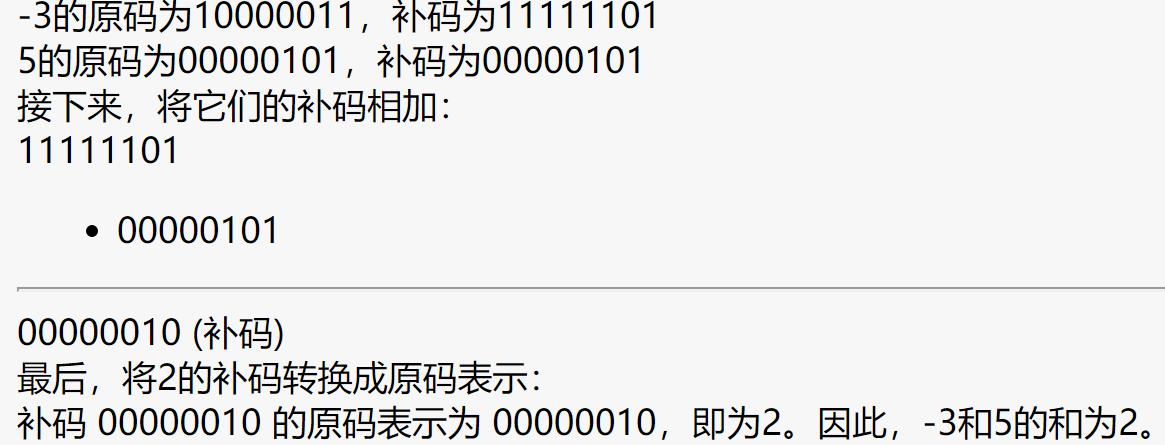 -3的原码为10000011，补码为11111101
5的原码为00000101，补码为00000101
接下来，将它们的补码相加：
11111101
• 00000101
00000010 (补码)
最后，将2的补码转换成原码表示：
补码 00000010 的原码表示为 00000010，即为2。因此，-3和5的和为2。